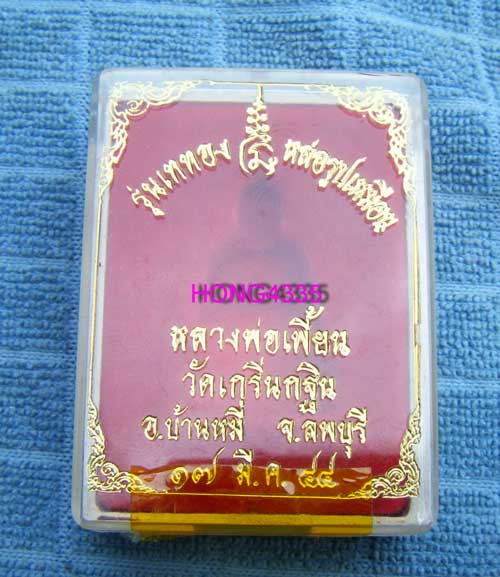 รุ่นเททอง หล่อรูปเหมือน
HONG4335
หลวงพ่อเพี้ยน
วัดเกริ่นกฐิน
อ.บ้านหมี่ จ.ลพบุรี
๑๗ มี.ค. ๔๔